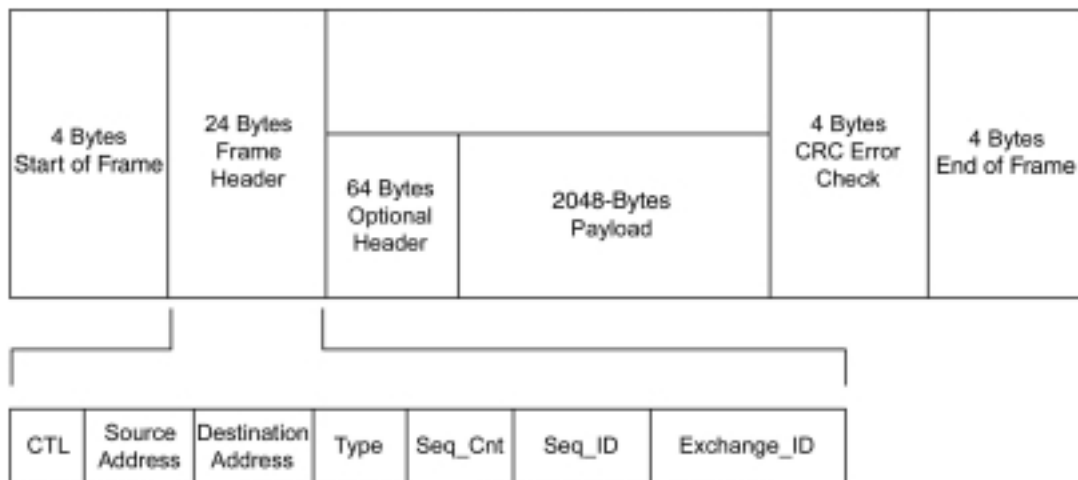 4 Bytes
Start of Frame
24 Bytes
Frame
Header
64 Bytes
Optional
Header
2048-Bytes
Payload
4 Bytes
CRC Error
Check
4 Bytes
End of Frame
CTL
Source
Address
Destination
Address
Type
Seq_Cnt
Seq_ID
Exchange_ID